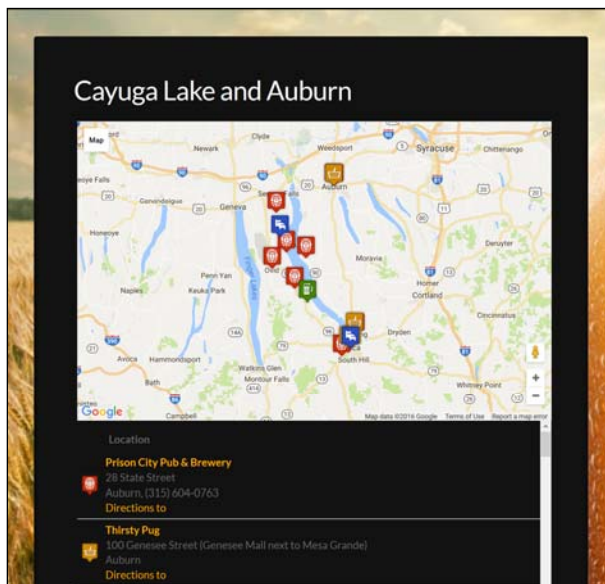 Cayuga Lake and Auburn
Map
Clyde
Newark
Weedsport
Syracuse
Chittenango
Auburn
Geneva
Honeoye
Moravia
Deruyter
Penn Yan
Ovid
Homer
Cortland
Naples
Keuka Park
Cincinnatus
Dryden
Avoca
Hammondsport
Watkins Glen
South Hill
Bath
Montour Falls
Whitney Point
Campbell
Google
Map data ©2016 Google
Terms of Use
Report a map error
Location
Prison City Pub & Brewery
28 State Street
Auburn, (315) 604-0763
Directions to
Thirsty Pug
100 Genesee Street (Genesee Mall next to Mesa Grande)
Auburn
Directions to